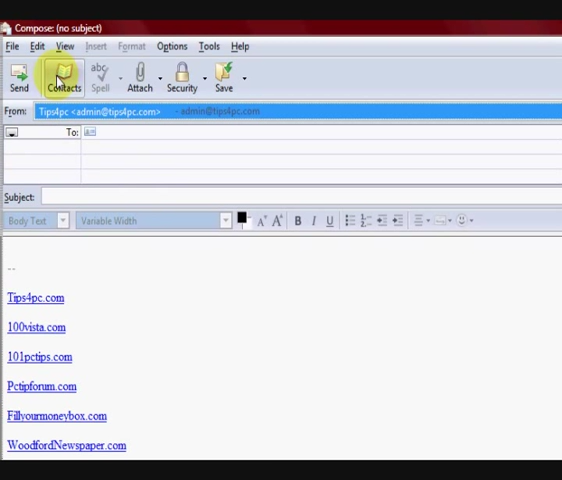 Compose: (no subject)
File Edit View Insert Format Options Tools Help
Send Contacts Spell Attach Security Save
From: Tips4pc <admin@tips4pc.com> - admin@tips4pc.com
To:
Subject:
Body Text Variable Width A A B I U
--
Tips4pc.com
100vista.com
101pctips.com
Pctipforum.com
Fillyourmoneybox.com
WoodfordNewspaper.com